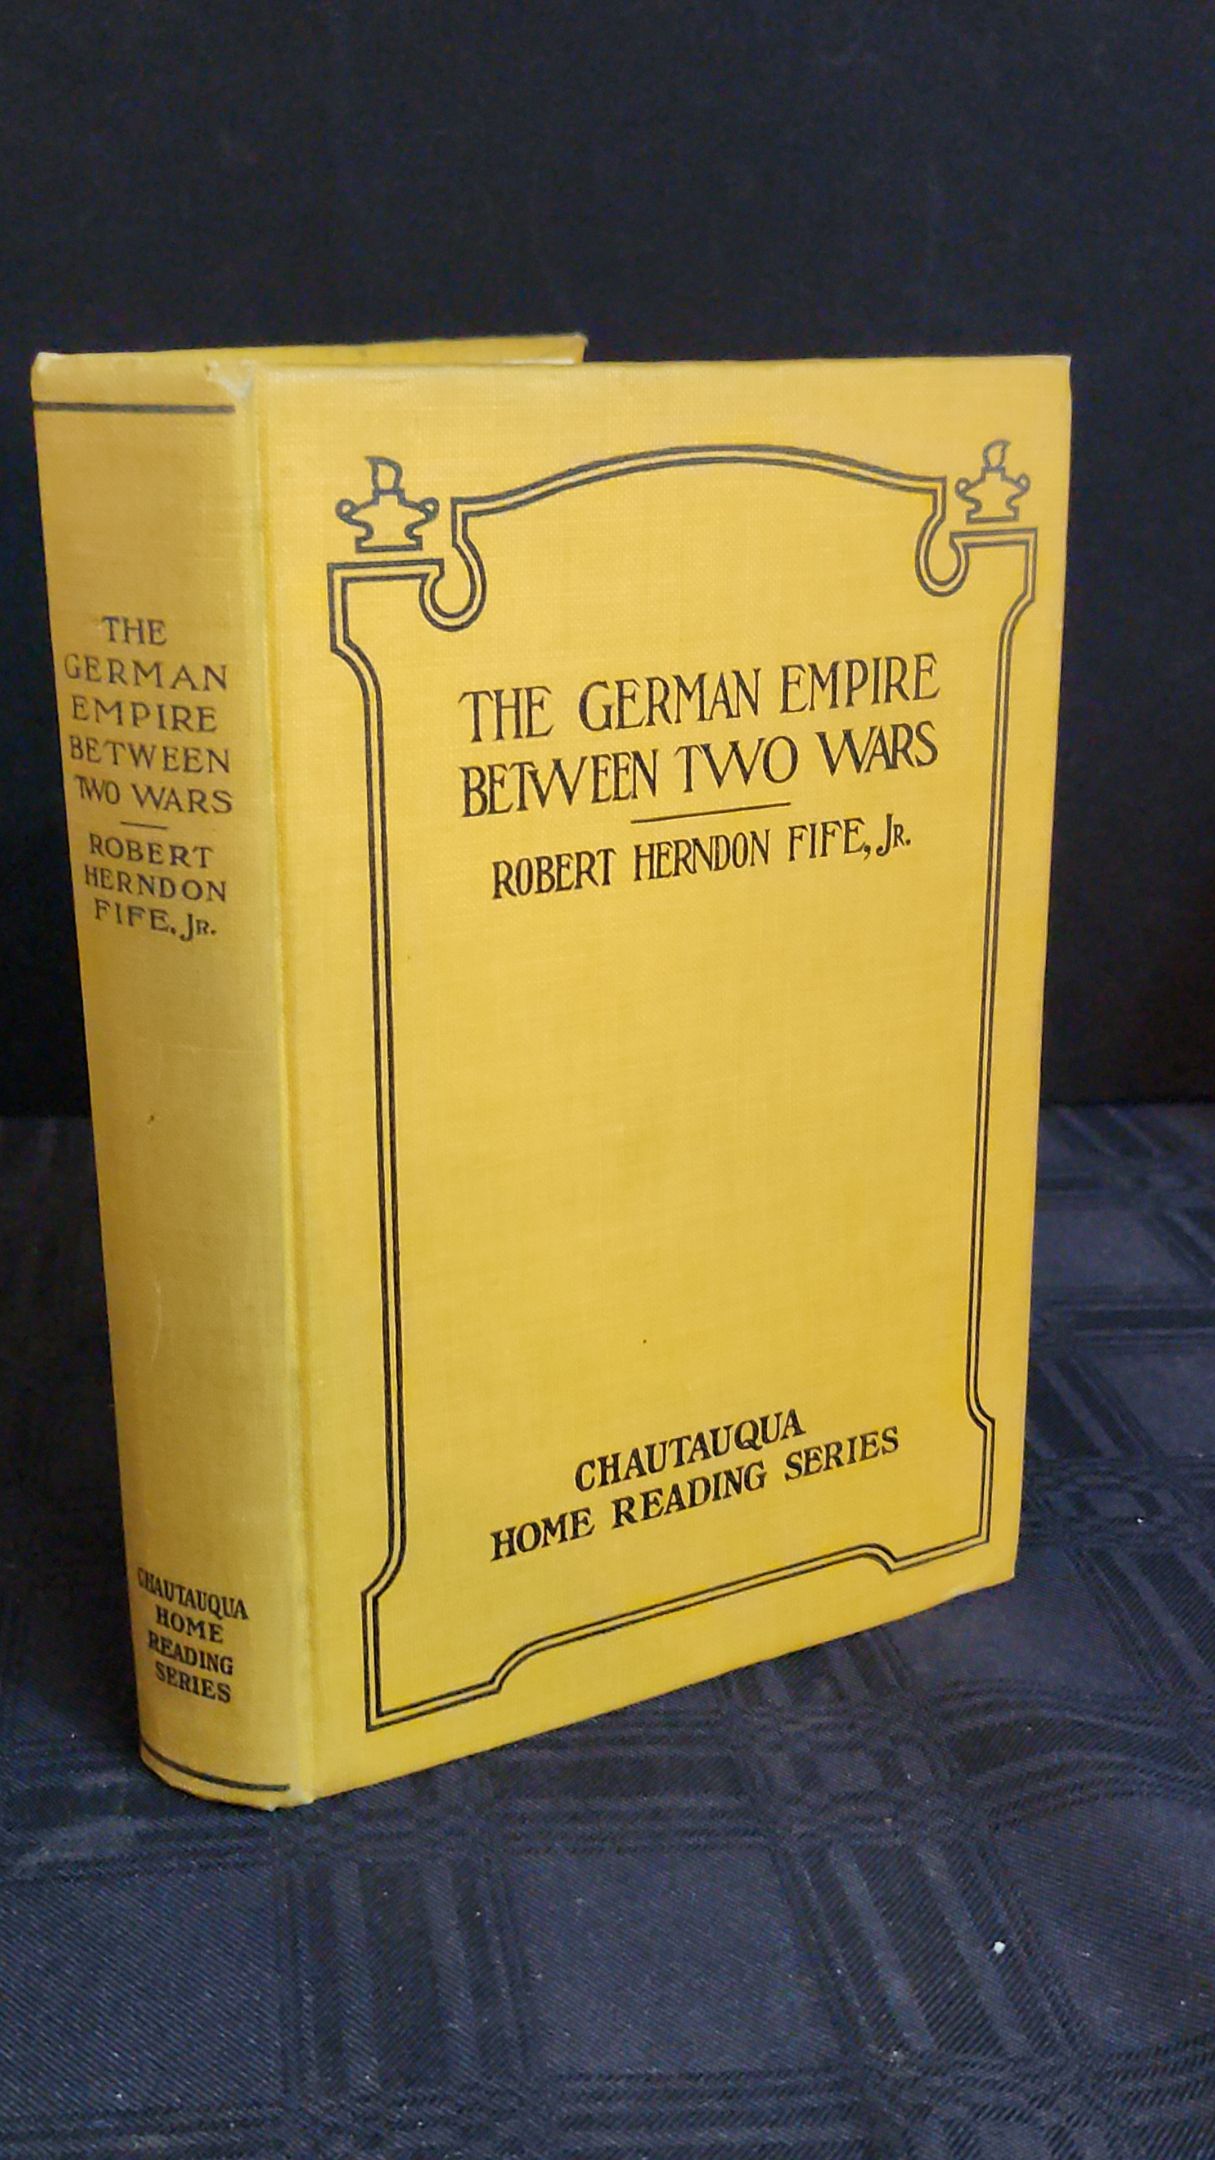 THE
GERMAN
EMPIRE
BETWEEN
TWO WARS
ROBERT
HERNDON
FIFE, JR.
CHAUTAUQUA
HOME
READING
SERIES
THE GERMAN EMPIRE
BETWEEN TWO WARS
ROBERT HERNDON FIFE, JR.
CHAUTAUQUA
HOME READING SERIES